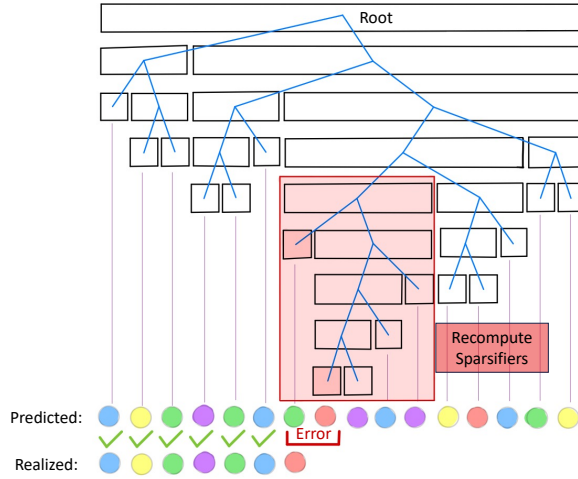 Root
Recompute
Sparsifiers
Predicted:
Error
Realized: